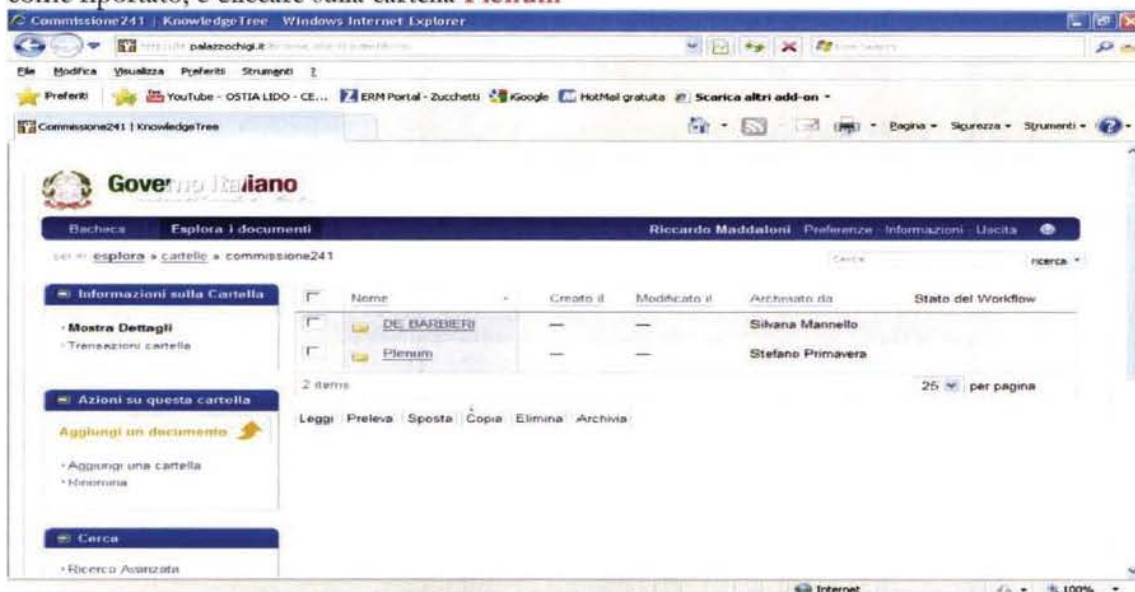 come riportato, e cliccare sulla cartella Plenum
Commissione241 | KnowledgeTree - Windows Internet Explorer
palazzochigi.it
File Modifica Visualizza Preferiti Strumenti ?
Preferiti YouTube - OSTIA LIDO - CE... ERM Portal - Zucchetti Google HotMail gratuita Scarica altri add-on
Commissione241 | KnowledgeTree Pagina Sicurezza Strumenti
Governo Italiano
Bacheca Esplora i documenti Riccardo Maddaloni Preferenze Informazioni Uscita
esplora » cartelle » commissione241 Cerca ricerca
Informazioni sulla Cartella
Nome Creato il Modificato il Archiviato da Stato del Workflow
Mostra Dettagli
Transazioni cartella
DE BARBIERI — — Silvana Mannello
Plenum — — Stefano Primavera
2 items 25 per pagina
Azioni su questa cartella
Leggi Preleva Sposta Copia Elimina Archivia
Aggiungi un documento
Aggiungi una cartella
Rinomina
Cerca
Ricerca Avanzata
Internet 100%